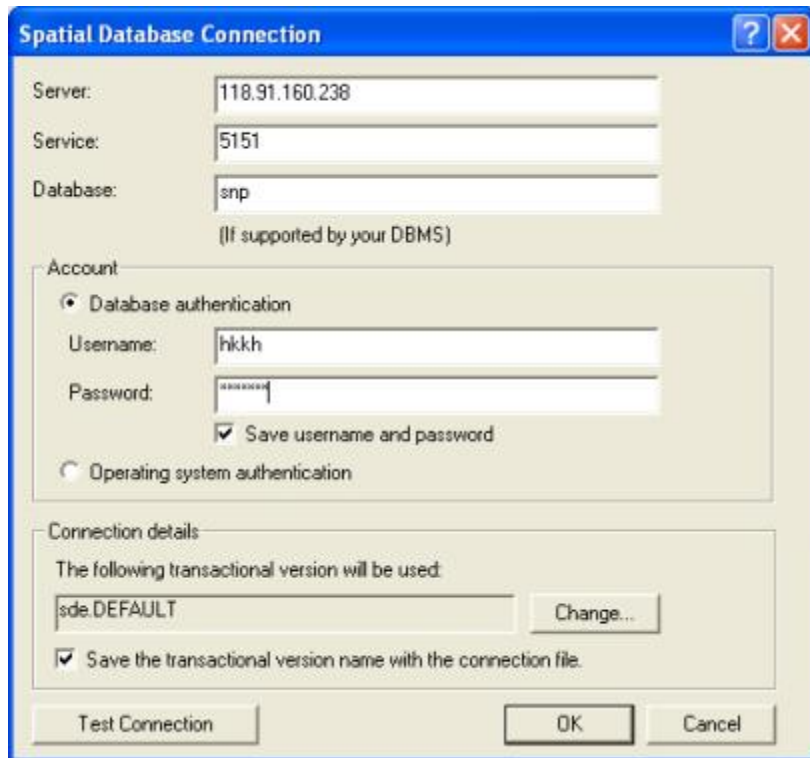 Spatial Database Connection
Server: 118.91.160.238
Service: 5151
Database: snp
(If supported by your DBMS)
Account
Database authentication
Username: hkkh
Password: *******
Save username and password
Operating system authentication
Connection details
The following transactional version will be used:
sde.DEFAULT Change...
Save the transactional version name with the connection file.
Test Connection OK Cancel